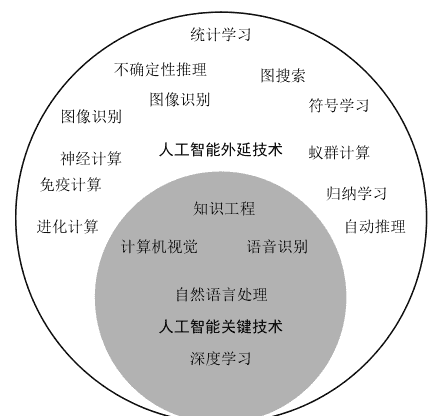 统计学习
不确定性推理
图搜索
图像识别
符号学习
图像识别
人工智能外延技术
蚁群计算
神经计算
免疫计算
归纳学习
知识工程
进化计算
自动推理
计算机视觉
语音识别
自然语言处理
人工智能关键技术
深度学习